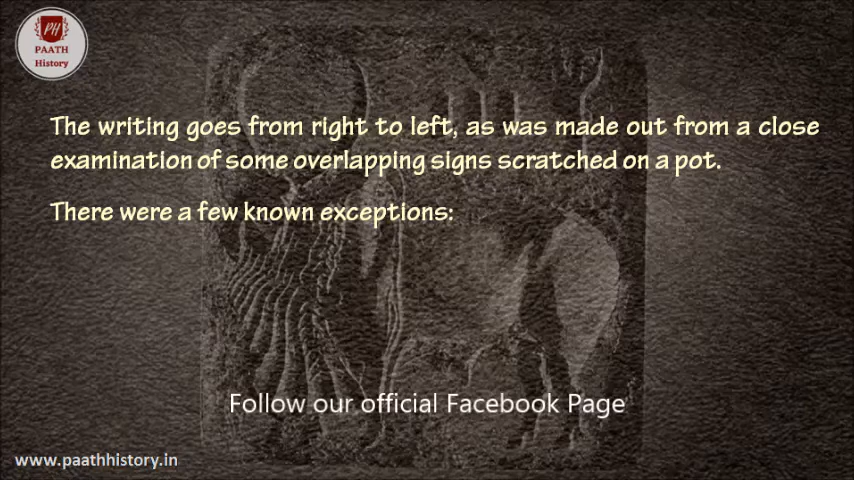 PH
PAATH
History
The writing goes from right to left, as was made out from a close
examination of some overlapping signs scratched on a pot.
There were a few known exceptions:
Follow our official Facebook Page
www.paathhistory.in